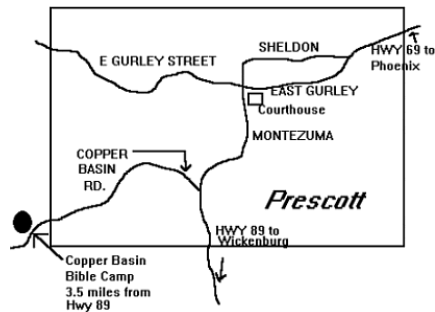 SHELDON
HWY 69 to
Phoenix
E GURLEY STREET
EAST GURLEY
Courthouse
MONTEZUMA
COPPER
BASIN
RD.
Prescott
HWY 89 to
Wickenburg
Copper Basin
Bible Camp
3.5 miles from
Hwy 89